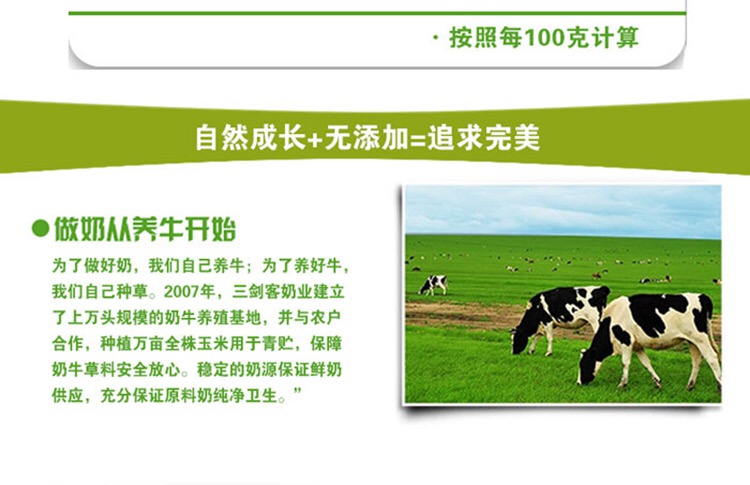 · 按照每100克计算
自然成长+无添加=追求完美
●做奶从养牛开始
为了做好奶，我们自己养牛；为了养好牛，
我们自己种草。2007年，三剑客奶业建立
了上万头规模的奶牛养殖基地，并与农户
合作，种植万亩全株玉米用于青贮，保障
奶牛草料安全放心。稳定的奶源保证鲜奶
供应，充分保证原料奶纯净卫生。”